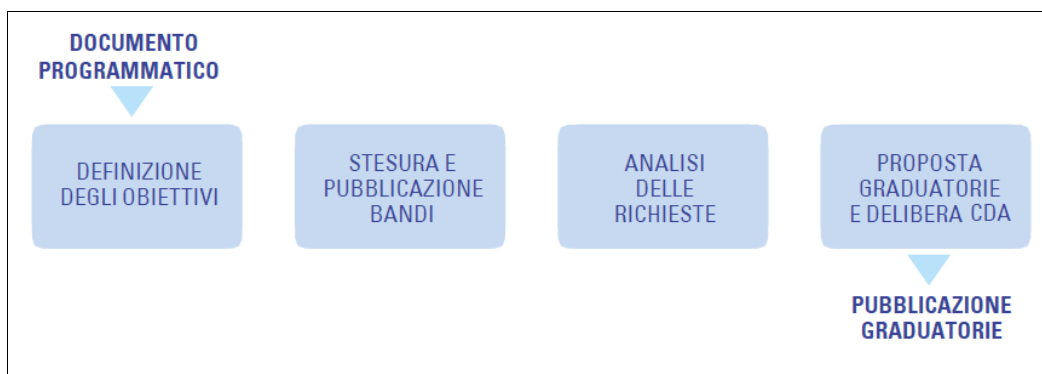 DOCUMENTO
PROGRAMMATICO
DEFINIZIONE
DEGLI OBIETTIVI
STESURA E
PUBBLICAZIONE
BANDI
ANALISI
DELLE
RICHIESTE
PROPOSTA
GRADUATORIE
E DELIBERA CDA
PUBBLICAZIONE
GRADUATORIE